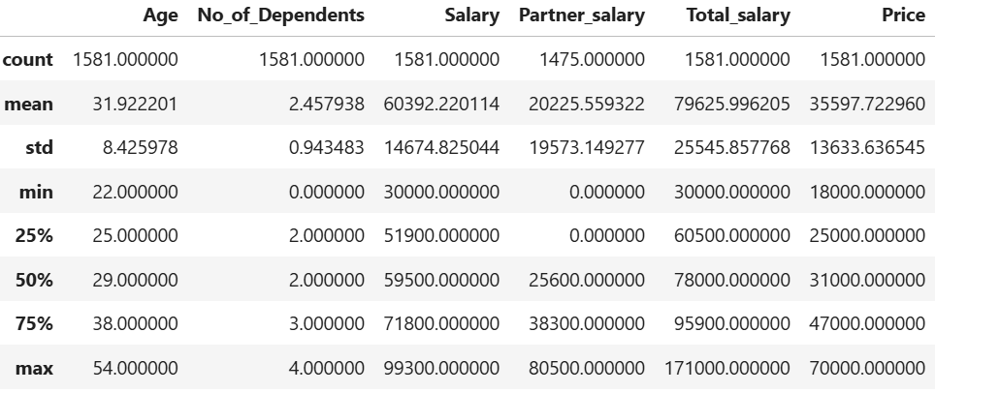 Age No_of_Dependents Salary Partner_salary Total_salary Price
count 1581.000000 1581.000000 1581.000000 1475.000000 1581.000000 1581.000000
mean 31.922201 2.457938 60392.220114 20225.559322 79625.996205 35597.722960
std 8.425978 0.943483 14674.825044 19573.149277 25545.857768 13633.636545
min 22.000000 0.000000 30000.000000 0.000000 30000.000000 18000.000000
25% 25.000000 2.000000 51900.000000 0.000000 60500.000000 25000.000000
50% 29.000000 2.000000 59500.000000 25600.000000 78000.000000 31000.000000
75% 38.000000 3.000000 71800.000000 38300.000000 95900.000000 47000.000000
max 54.000000 4.000000 99300.000000 80500.000000 171000.000000 70000.000000